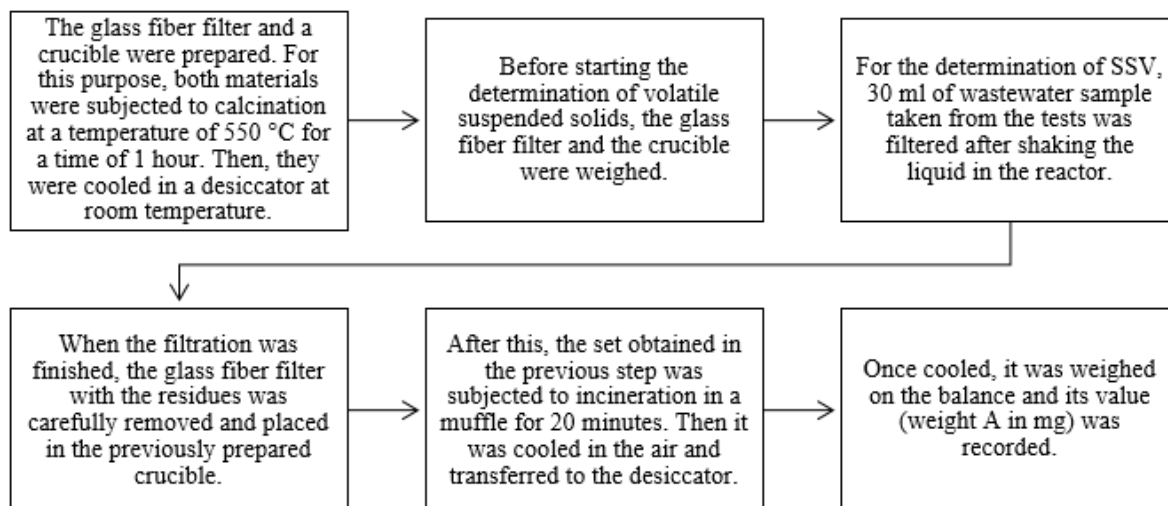 The glass fiber filter and a
crucible were prepared. For
this purpose, both materials
were subjected to calcination
at a temperature of 550 °C for
a time of 1 hour. Then, they
were cooled in a desiccator at
room temperature.
Before starting the
determination of volatile
suspended solids, the glass
fiber filter and the crucible
were weighed.
For the determination of SSV,
30 ml of wastewater sample
taken from the tests was
filtered after shaking the
liquid in the reactor.
When the filtration was
finished, the glass fiber filter
with the residues was
carefully removed and placed
in the previously prepared
crucible.
After this, the set obtained in
the previous step was
subjected to incineration in a
muffle for 20 minutes. Then it
was cooled in the air and
transferred to the desiccator.
Once cooled, it was weighed
on the balance and its value
(weight A in mg) was
recorded.